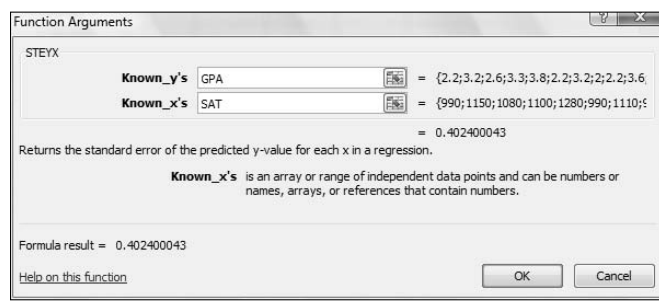 Function Arguments
STEYX
Known_y's GPA = {2.2;3.2;2.6;3.3;3.8;2.2;3.2;2;2.2;3.6;
Known_x's SAT = {990;1150;1080;1100;1280;990;1110;9
= 0.402400043
Returns the standard error of the predicted y-value for each x in a regression.
Known_x's is an array or range of independent data points and can be numbers or
names, arrays, or references that contain numbers.
Formula result = 0.402400043
Help on this function OK Cancel